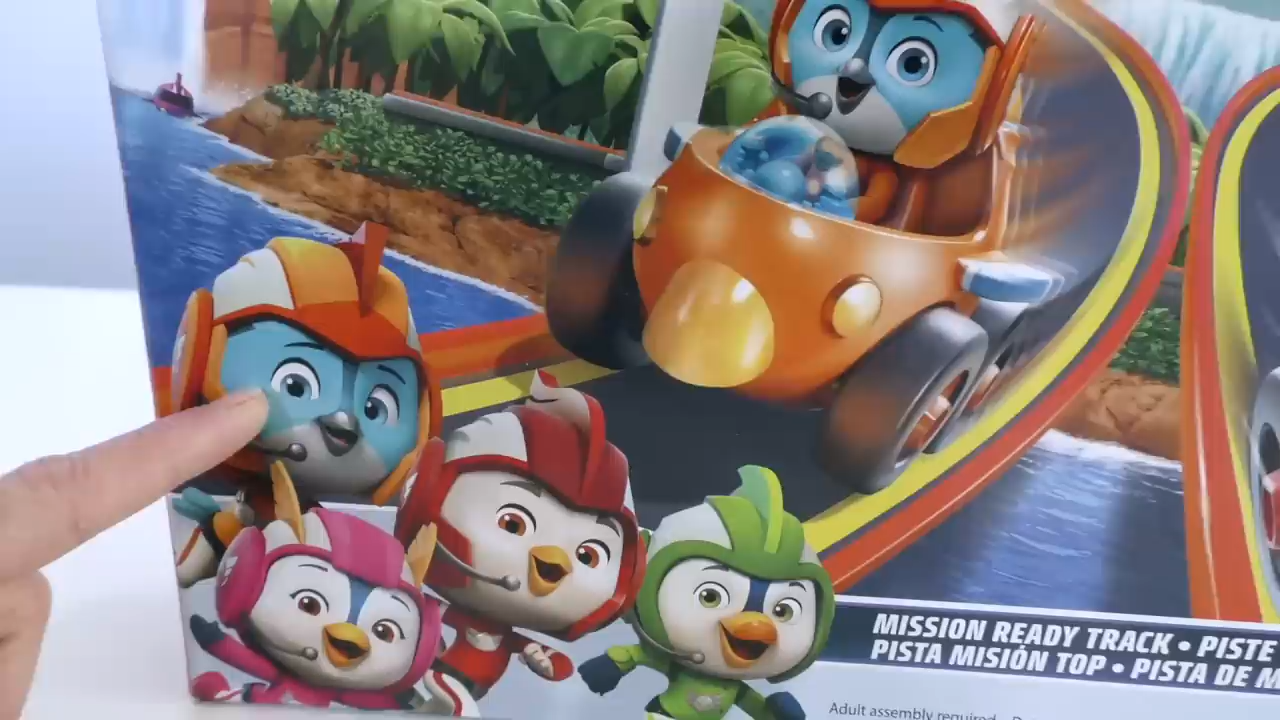 MISSION READY TRACK • PISTE
PISTA MISIÓN TOP • PISTA DE M
Adult assembly required